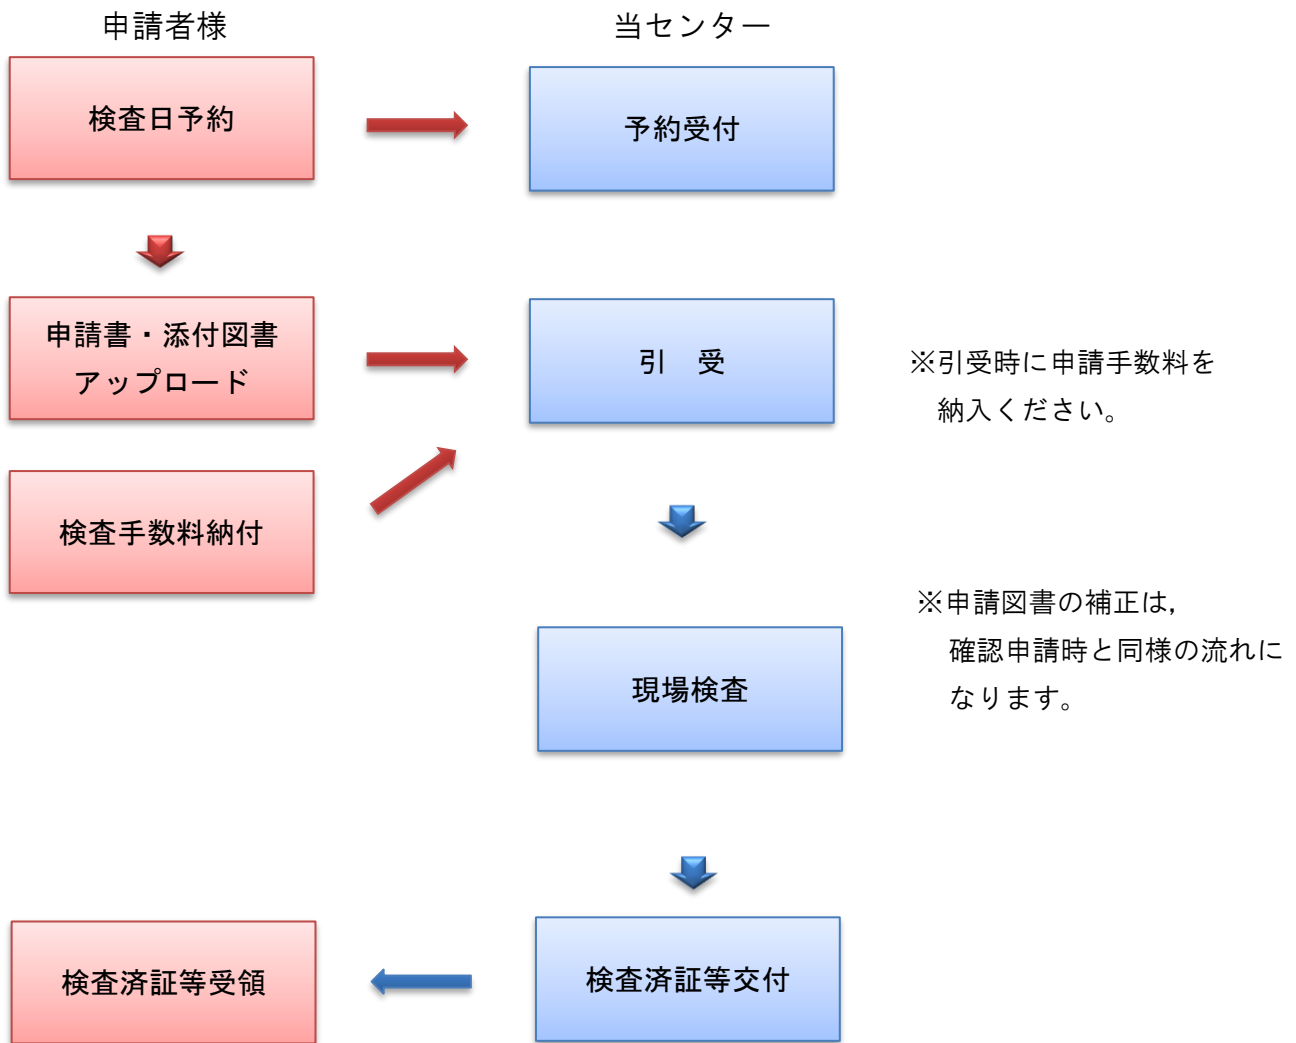 申請者様
当センター
検査日予約
予約受付
申請書・添付図書
アップロード
引　受
※引受時に申請手数料を
納入ください。
検査手数料納付
※申請図書の補正は,
確認申請時と同様の流れに
なります。
現場検査
検査済証等受領
検査済証等交付